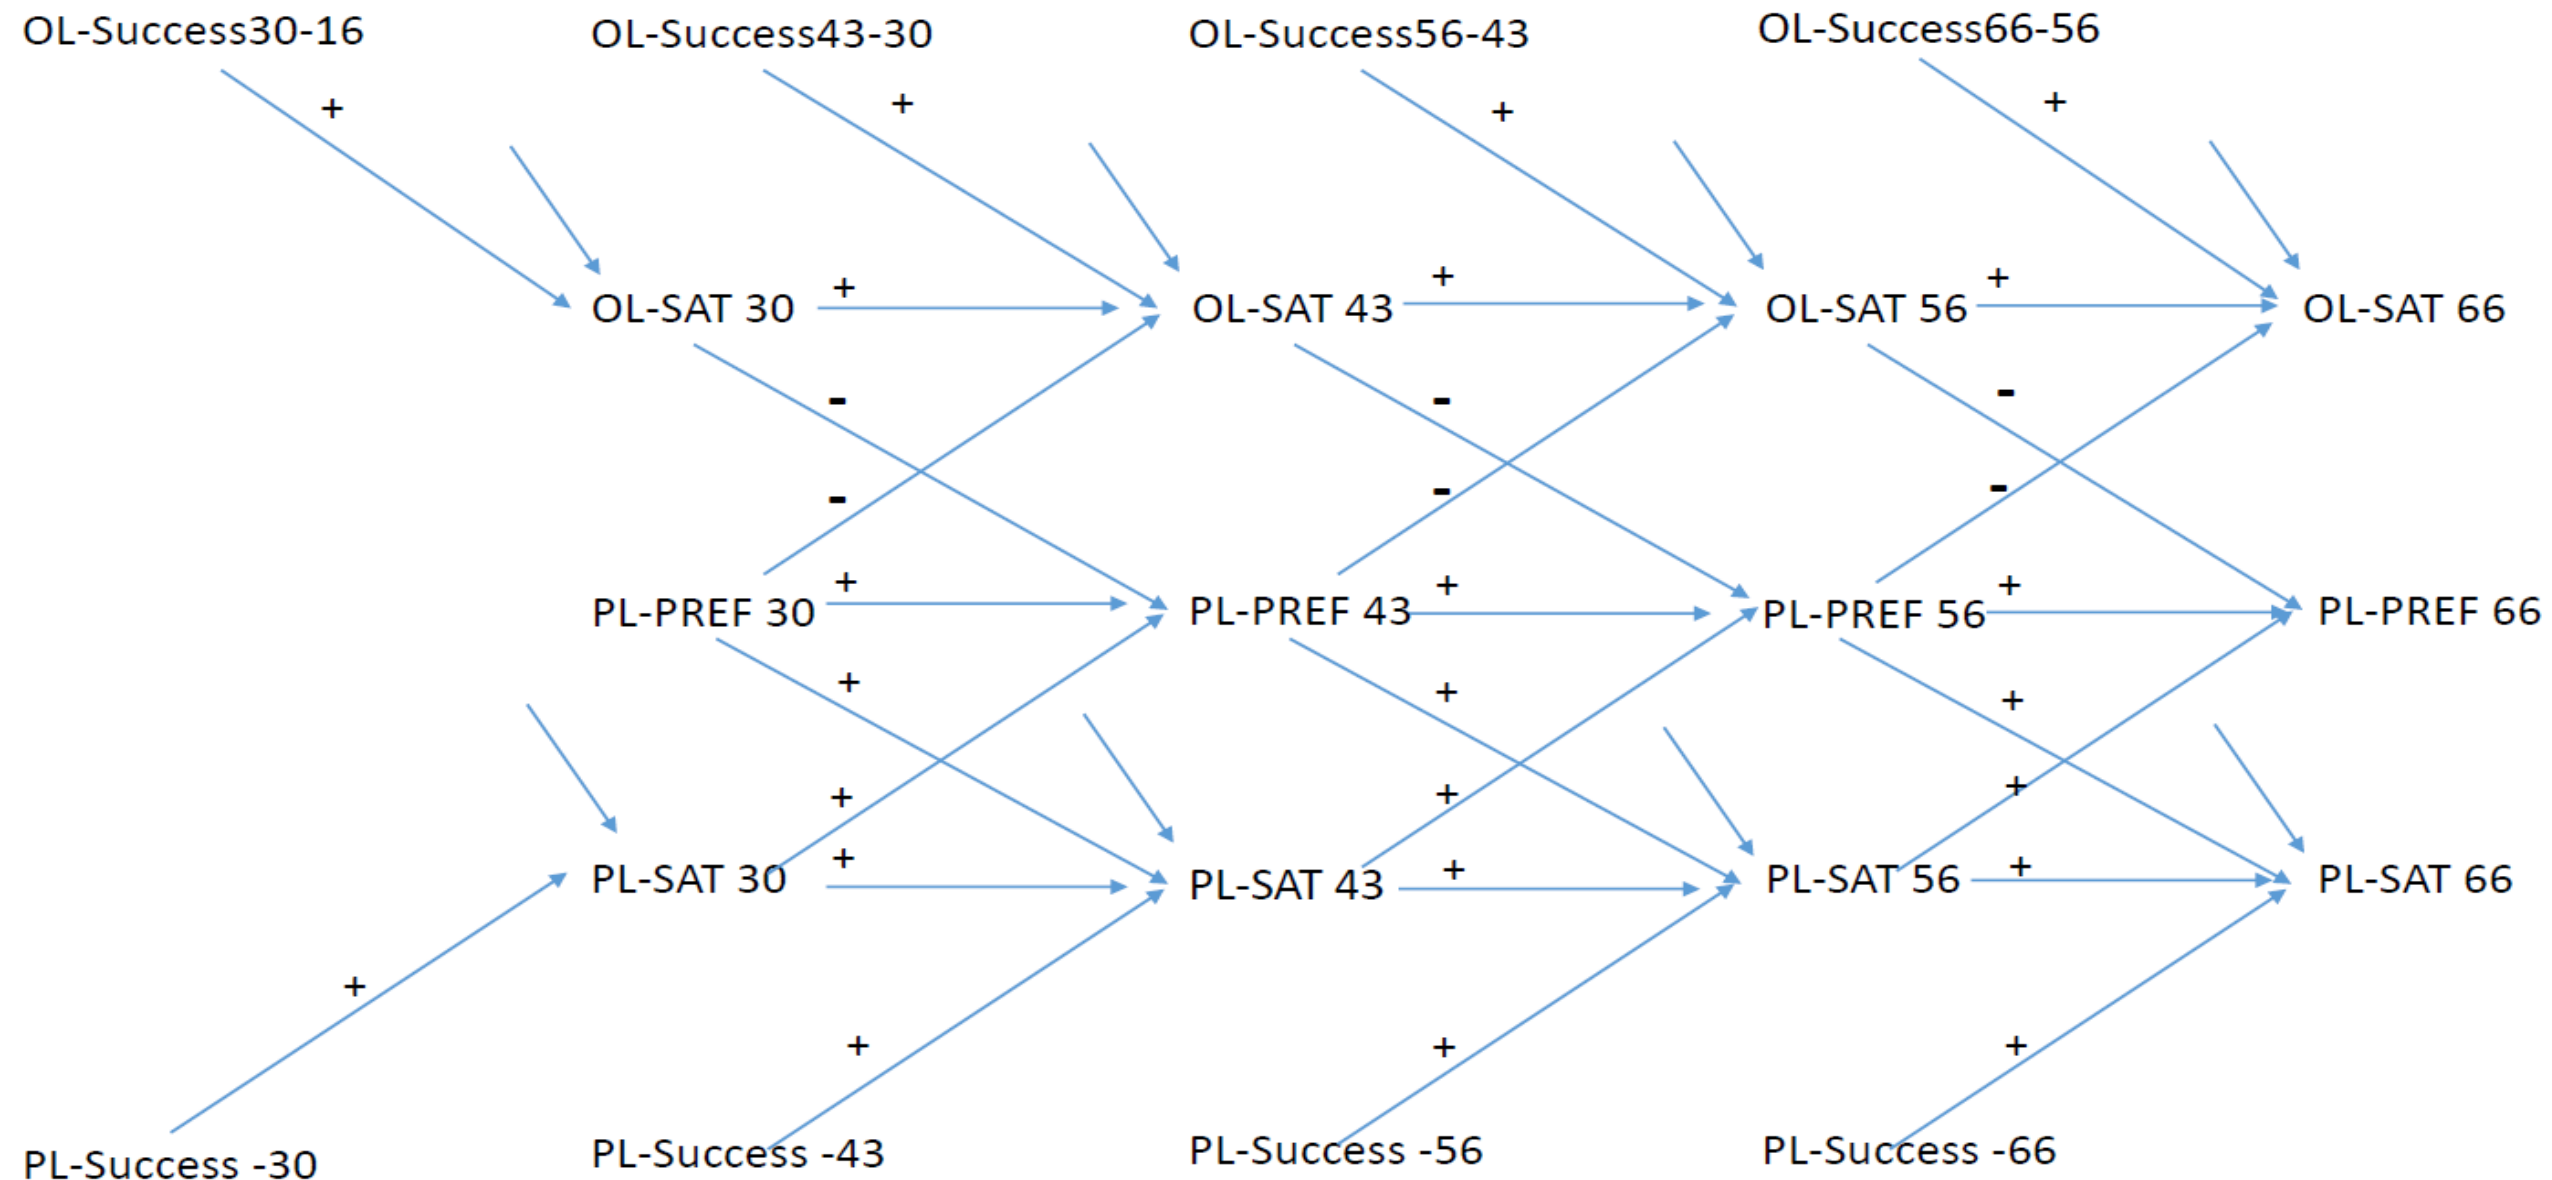 OL-Success30-16 OL-Success43-30 OL-Success56-43 OL-Success66-56
+ + + +
+ + +
OL-SAT 30 OL-SAT 43 OL-SAT 56 OL-SAT 66
- - -
- - -
+ + +
PL-PREF 30 PL-PREF 43 PL-PREF 56 PL-PREF 66
+ + +
+ + +
+ + +
PL-SAT 30 PL-SAT 43 PL-SAT 56 PL-SAT 66
+ + + +
PL-Success -30 PL-Success -43 PL-Success -56 PL-Success -66